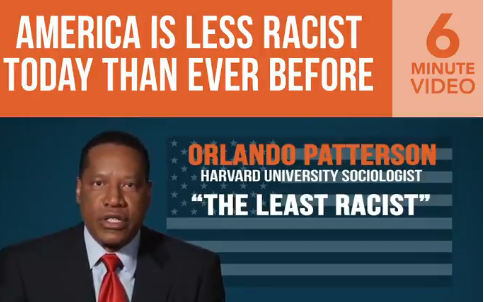 AMERICA IS LESS RACIST
TODAY THAN EVER BEFORE
6
MINUTE
VIDEO
ORLANDO PATTERSON
HARVARD UNIVERSITY SOCIOLOGIST
“THE LEAST RACIST”